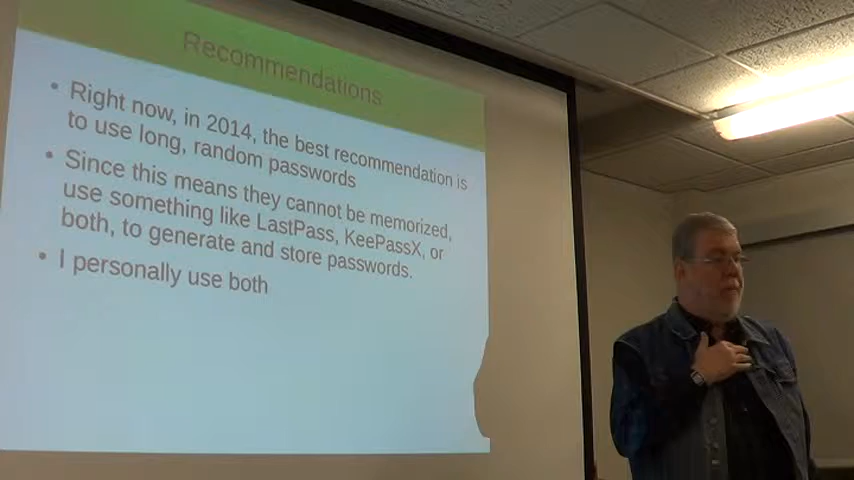 Recommendations
• Right now, in 2014, the best recommendation is
to use long, random passwords
• Since this means they cannot be memorized,
use something like LastPass, KeePassX, or
both, to generate and store passwords.
• I personally use both